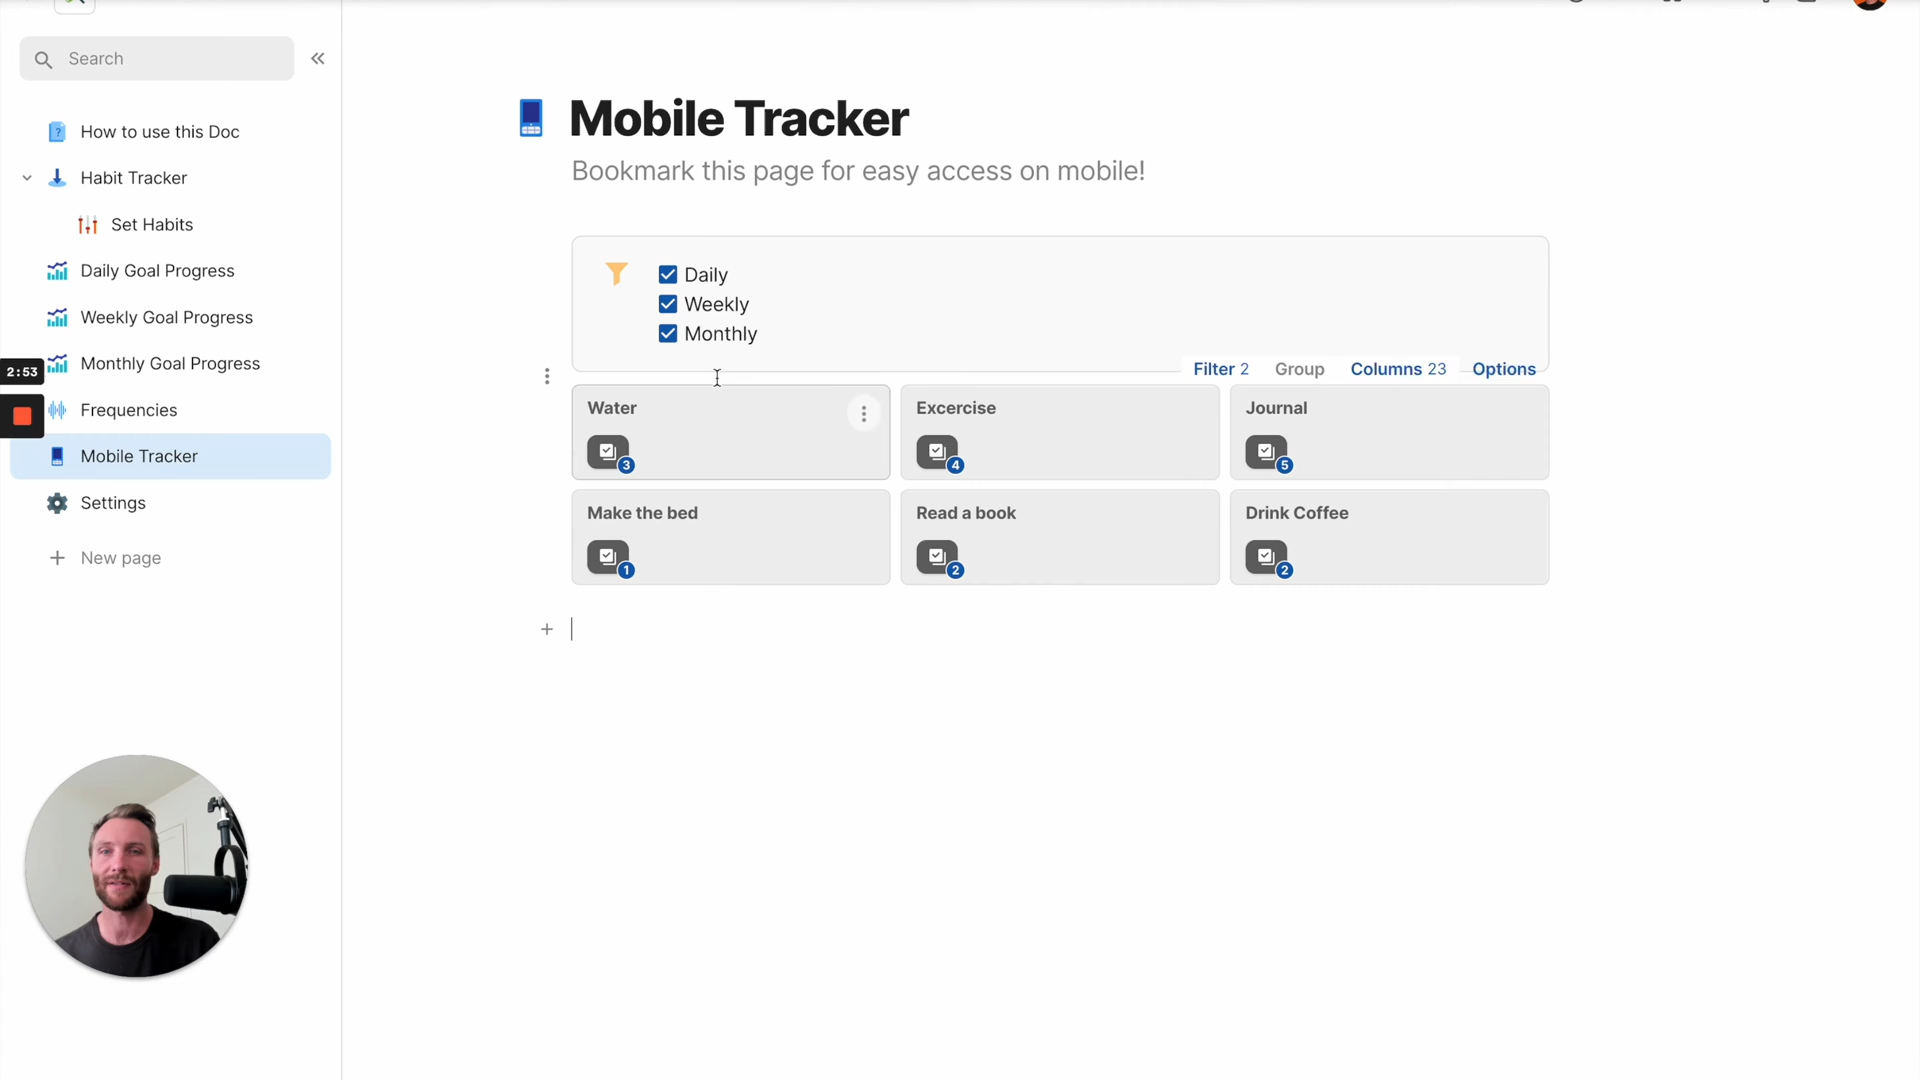 Search
How to use this Doc
Habit Tracker
Set Habits
Daily Goal Progress
Weekly Goal Progress
Monthly Goal Progress
2:53
Frequencies
Mobile Tracker
Settings
New page
Mobile Tracker
Bookmark this page for easy access on mobile!
Daily
Weekly
Monthly
Filter 2 Group Columns 23 Options
Water
3
Excercise
4
Journal
5
Make the bed
1
Read a book
2
Drink Coffee
2